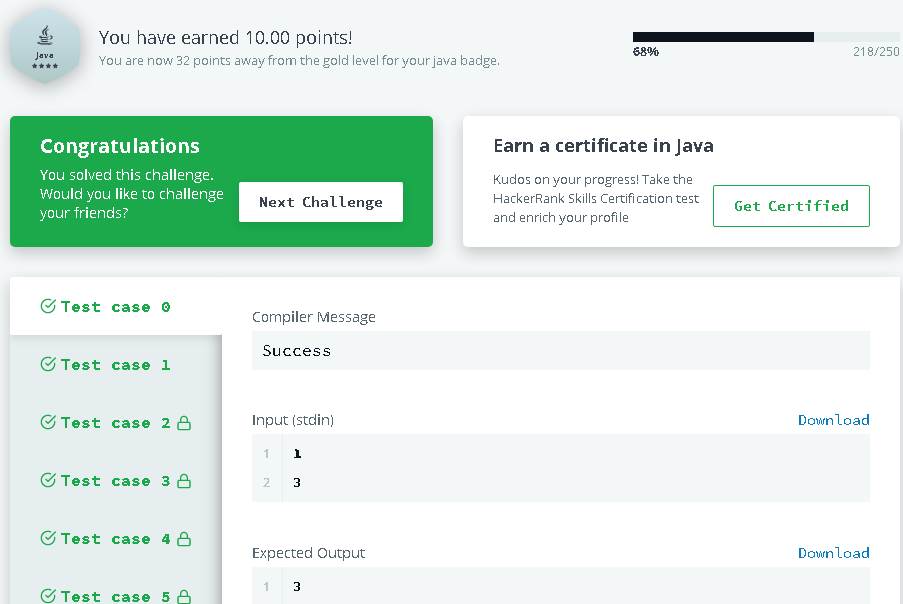 Java
You have earned 10.00 points!
You are now 32 points away from the gold level for your java badge.
68%
218/250
Congratulations
You solved this challenge.
Would you like to challenge
your friends?
Next Challenge
Earn a certificate in Java
Kudos on your progress! Take the
HackerRank Skills Certification test
and enrich your profile
Get Certified
Test case 0
Test case 1
Test case 2
Test case 3
Test case 4
Test case 5
Compiler Message
Success
Input (stdin)
Download
1 1
2 3
Expected Output
Download
1 3